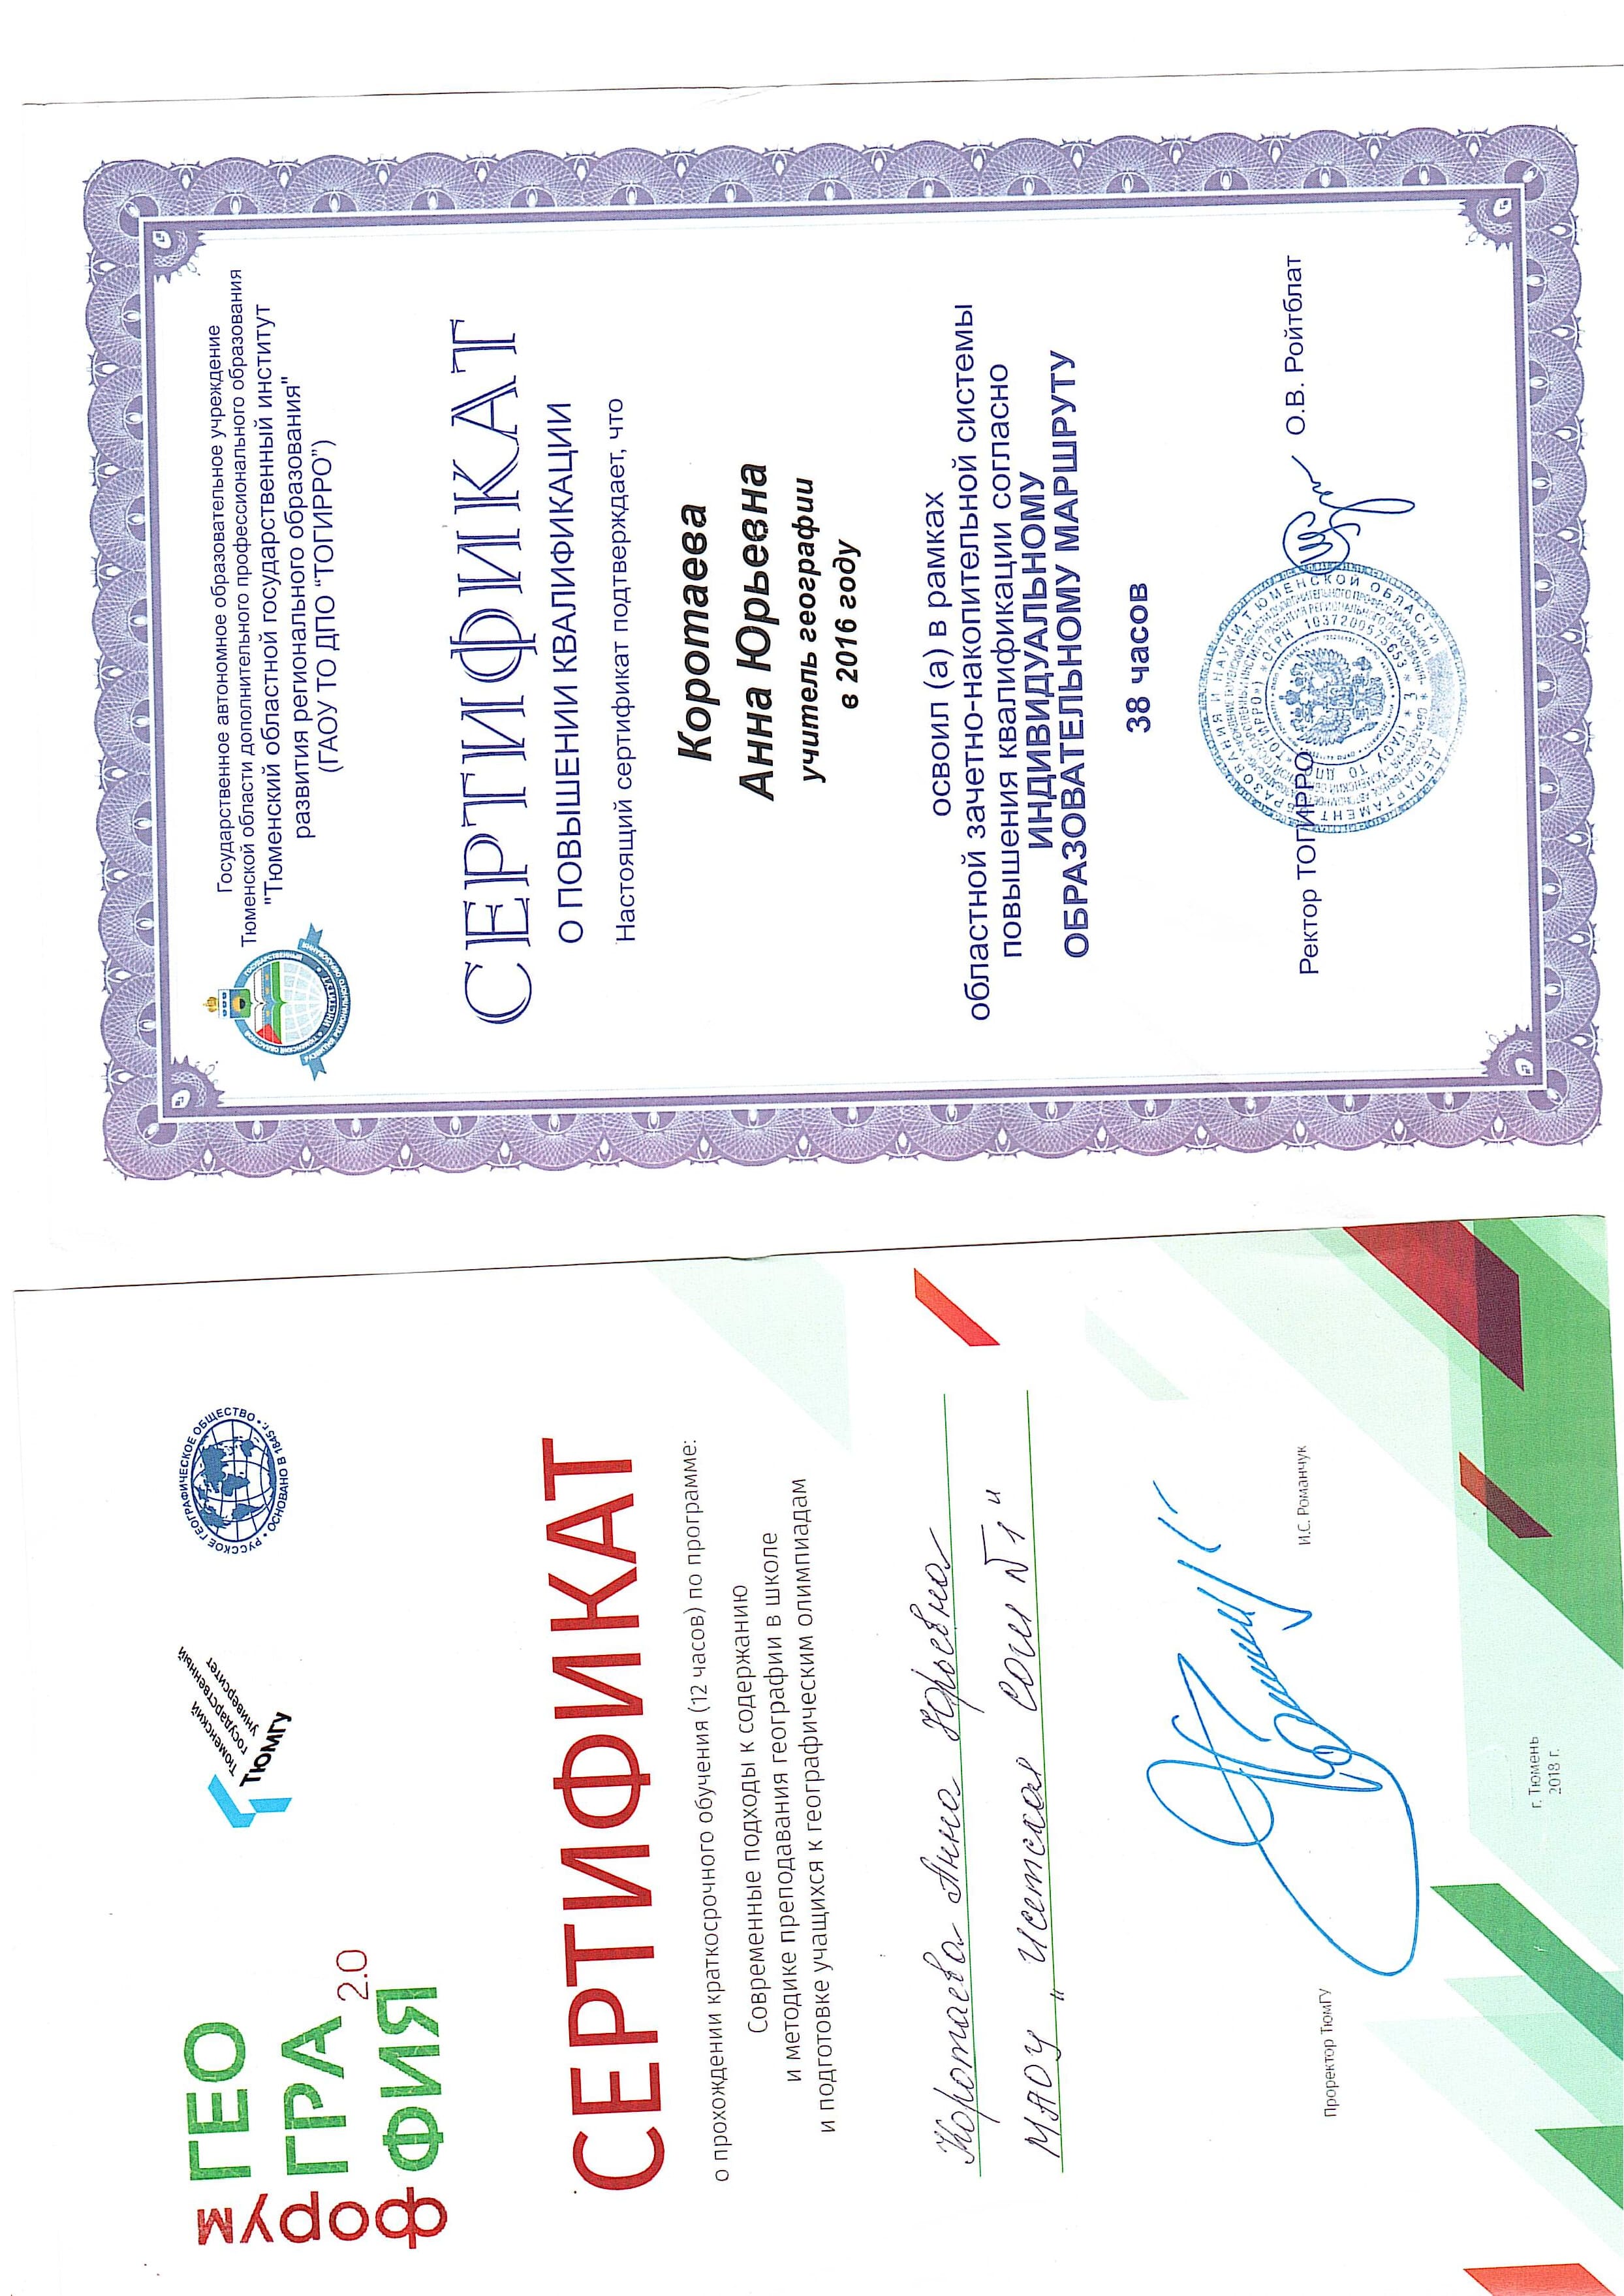 Государственное автономное образовательное учреждение
Тюменской области дополнительного профессионального образования
"Тюменский областной государственный институт
развития регионального образования"
(ГАОУ ТО ДПО "ТОГИРРО")
СЕРТИФИКАТ
О ПОВЫШЕНИИ КВАЛИФИКАЦИИ
Настоящий сертификат подтверждает, что
Коротаева
Анна Юрьевна
учитель географии
в 2016 году
освоил (а) в рамках
областной зачетно-накопительной системы
повышения квалификации согласно
ИНДИВИДУАЛЬНОМУ
ОБРАЗОВАТЕЛЬНОМУ МАРШРУТУ
38 часов
Ректор ТОГИРРО О.В. Ройтблат
форум
ГЕО
ГРА
ФИЯ
2.0
Тюменский
государственный
университет
ТЮМГУ
РУССКОЕ ГЕОГРАФИЧЕСКОЕ ОБЩЕСТВО • ОСНОВАНО В 1845 г. •
СЕРТИФИКАТ
о прохождении краткосрочного обучения (12 часов) по программе:
Современные подходы к содержанию
и методике преподавания географии в школе
и подготовке учащихся к географическим олимпиадам
Коротаева Анна Юрьевна
МАОУ „Исетская СОШ №1"
Проректор ТюмГУ И.С. Романчук
г. Тюмень
2018 г.